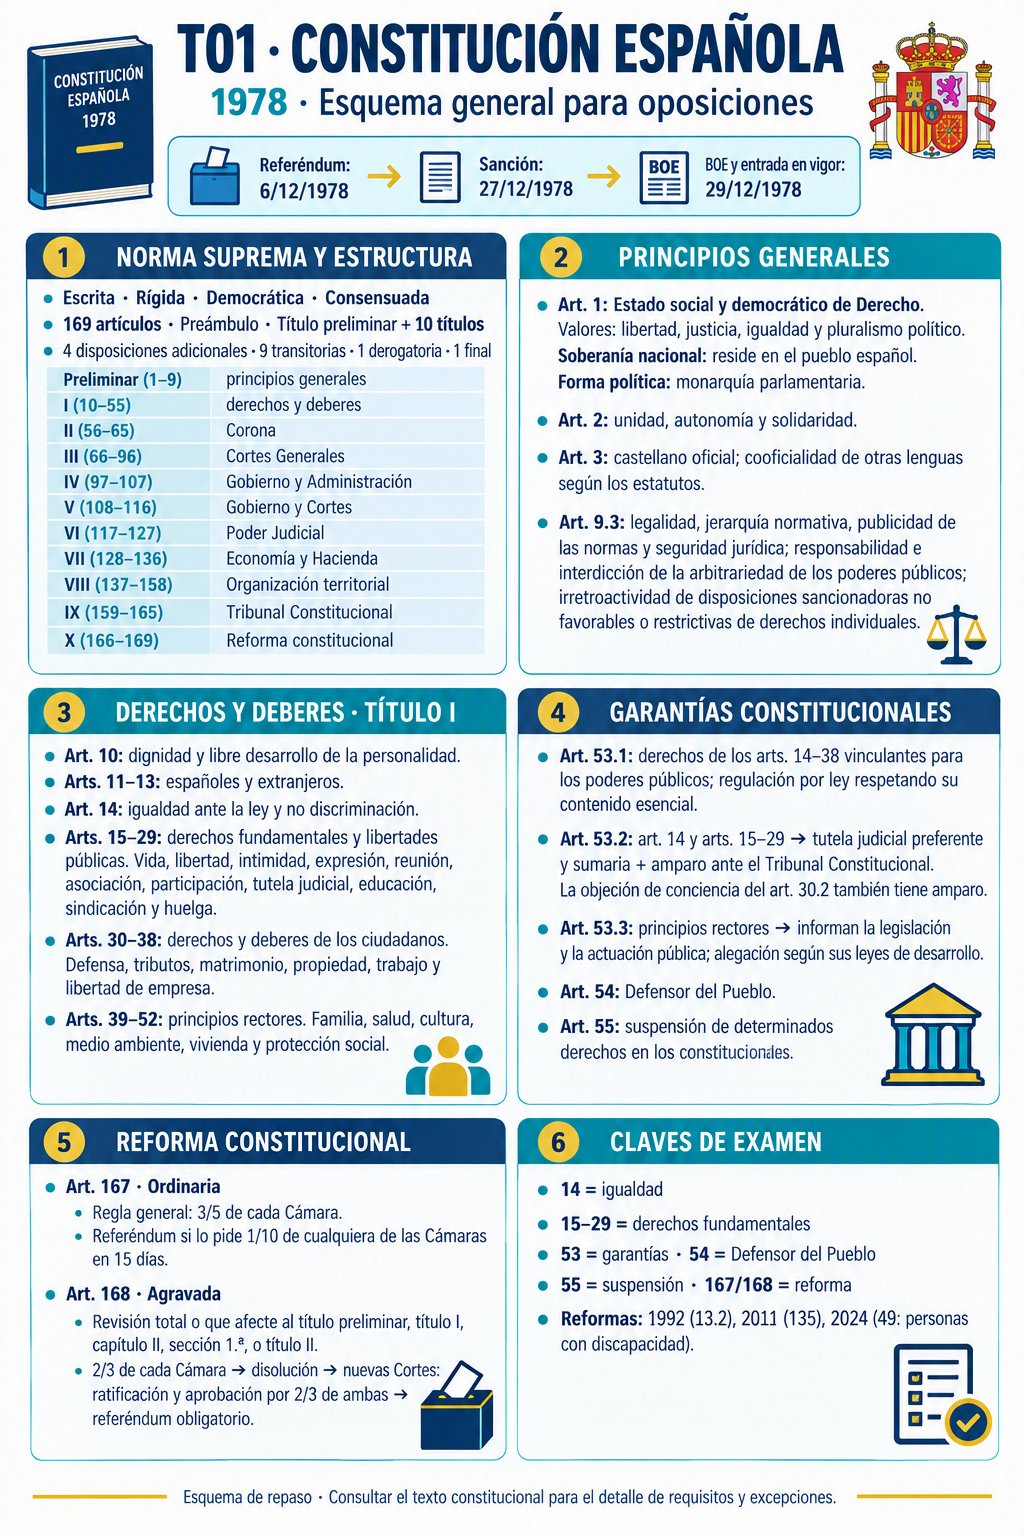 CONSTITUCIÓN
ESPAÑOLA
1978
T01 · CONSTITUCIÓN ESPAÑOLA
1978 · Esquema general para oposiciones
Referéndum:
6/12/1978
Sanción:
27/12/1978
BOE
BOE y entrada en vigor:
29/12/1978
1 NORMA SUPREMA Y ESTRUCTURA
• Escrita · Rígida · Democrática · Consensuada
• 169 artículos · Preámbulo · Título preliminar + 10 títulos
• 4 disposiciones adicionales · 9 transitorias · 1 derogatoria · 1 final
Preliminar (1–9) principios generales
I (10–55) derechos y deberes
II (56–65) Corona
III (66–96) Cortes Generales
IV (97–107) Gobierno y Administración
V (108–116) Gobierno y Cortes
VI (117–127) Poder Judicial
VII (128–136) Economía y Hacienda
VIII (137–158) Organización territorial
IX (159–165) Tribunal Constitucional
X (166–169) Reforma constitucional
2 PRINCIPIOS GENERALES
• Art. 1: Estado social y democrático de Derecho.
Valores: libertad, justicia, igualdad y pluralismo político.
Soberanía nacional: reside en el pueblo español.
Forma política: monarquía parlamentaria.
• Art. 2: unidad, autonomía y solidaridad.
• Art. 3: castellano oficial; cooficialidad de otras lenguas
según los estatutos.
• Art. 9.3: legalidad, jerarquía normativa, publicidad de
las normas y seguridad jurídica; responsabilidad e
interdicción de la arbitrariedad de los poderes públicos;
irretroactividad de disposiciones sancionadoras no
favorables o restrictivas de derechos individuales.
3 DERECHOS Y DEBERES · TÍTULO I
• Art. 10: dignidad y libre desarrollo de la personalidad.
• Arts. 11–13: españoles y extranjeros.
• Art. 14: igualdad ante la ley y no discriminación.
• Arts. 15–29: derechos fundamentales y libertades
públicas. Vida, libertad, intimidad, expresión, reunión,
asociación, participación, tutela judicial, educación,
sindicación y huelga.
• Arts. 30–38: derechos y deberes de los ciudadanos.
Defensa, tributos, matrimonio, propiedad, trabajo y
libertad de empresa.
• Arts. 39–52: principios rectores. Familia, salud, cultura,
medio ambiente, vivienda y protección social.
4 GARANTÍAS CONSTITUCIONALES
• Art. 53.1: derechos de los arts. 14–38 vinculantes para
los poderes públicos; regulación por ley respetando su
contenido esencial.
• Art. 53.2: art. 14 y arts. 15–29 → tutela judicial preferente
y sumaria + amparo ante el Tribunal Constitucional.
La objeción de conciencia del art. 30.2 también tiene amparo.
• Art. 53.3: principios rectores → informan la legislación
y la actuación pública; alegación según sus leyes de desarrollo.
• Art. 54: Defensor del Pueblo.
• Art. 55: suspensión de determinados
derechos en los
5 REFORMA CONSTITUCIONAL
• Art. 167 · Ordinaria
• Regla general: 3/5 de cada Cámara.
• Referéndum si lo pide 1/10 de cualquiera de las Cámaras
en 15 días.
• Art. 168 · Agravada
• Revisión total o que afecte al título preliminar, título I,
capítulo II, sección 1.ª, o título II.
• 2/3 de cada Cámara → disolución → nuevas Cortes:
ratificación y aprobación por 2/3 de ambas →
referéndum obligatorio.
6 CLAVES DE EXAMEN
• 14 = igualdad
• 15–29 = derechos fundamentales
• 53 = garantías · 54 = Defensor del Pueblo
• 55 = suspensión · 167/168 = reforma
• Reformas: 1992 (13.2), 2011 (135), 2024 (49: personas
con discapacidad).
Esquema de repaso · Consultar el texto constitucional para el detalle de requisitos y excepciones.